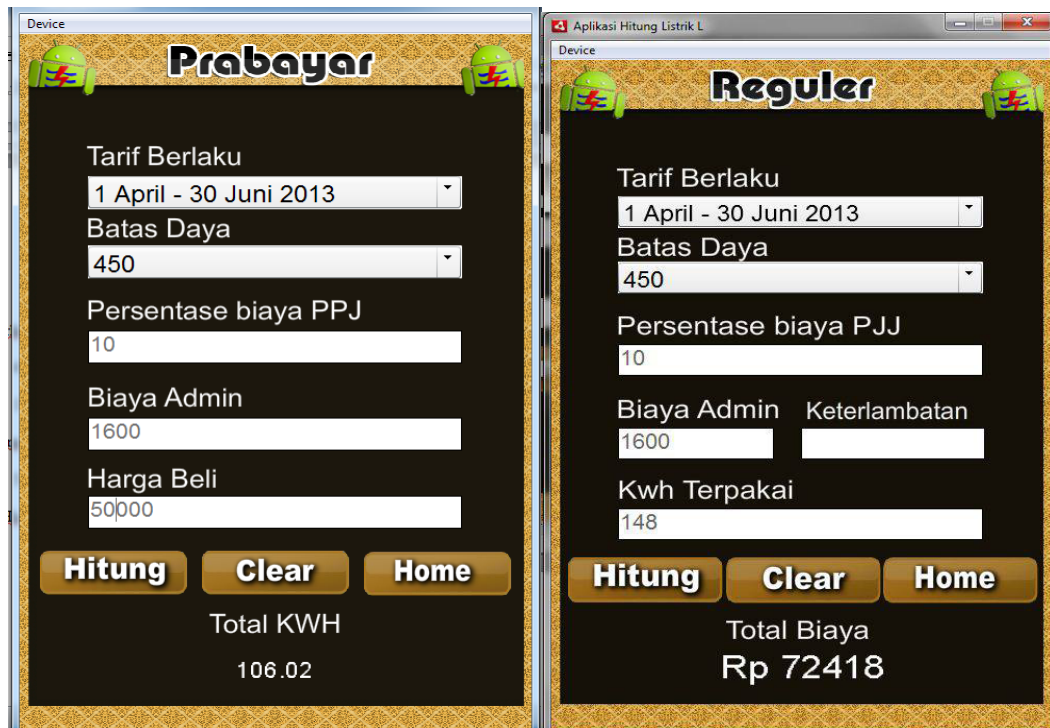 Device
Prabayar
Tarif Berlaku
1 April - 30 Juni 2013
Batas Daya
450
Persentase biaya PPJ
10
Biaya Admin
1600
Harga Beli
50000
Hitung Clear Home
Total KWH
106.02
Aplikasi Hitung Listrik L
Device
Reguler
Tarif Berlaku
1 April - 30 Juni 2013
Batas Daya
450
Persentase biaya PJJ
10
Biaya Admin Keterlambatan
1600
Kwh Terpakai
148
Hitung Clear Home
Total Biaya
Rp 72418